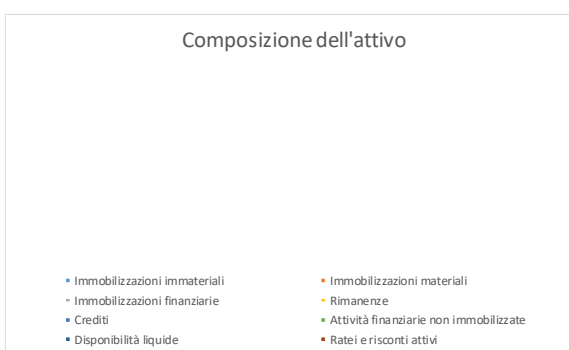 Composizione dell'attivo
Immobilizzazioni immateriali
Immobilizzazioni materiali
Immobilizzazioni finanziarie
Rimanenze
Crediti
Attività finanziarie non immobilizzate
Disponibilità liquide
Ratei e risconti attivi